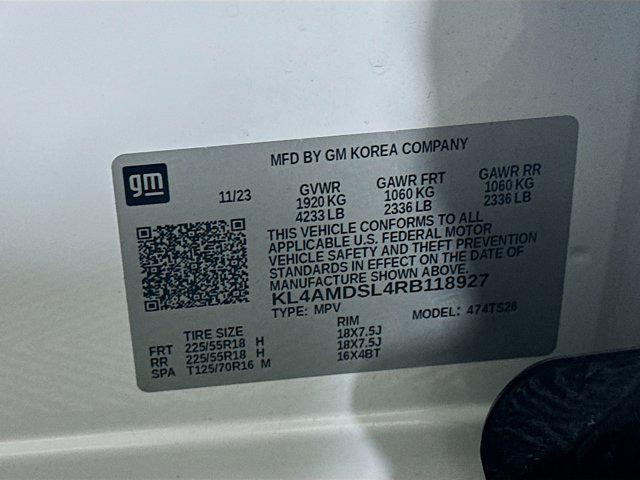 MFD BY GM KOREA COMPANY
gm
11/23
GVWR GAWR FRT GAWR RR
1920 KG 1060 KG 1060 KG
4233 LB 2336 LB 2336 LB
THIS VEHICLE CONFORMS TO ALL
APPLICABLE U.S. FEDERAL MOTOR
VEHICLE SAFETY AND THEFT PREVENTION
STANDARDS IN EFFECT ON THE DATE OF
MANUFACTURE SHOWN ABOVE.
KL4AMDSL4RB118927
TYPE: MPV MODEL: 474TS26
TIRE SIZE RIM
FRT 225/55R18 H 18X7.5J
RR 225/55R18 H 18X7.5J
SPA T125/70R16 M 16X4BT